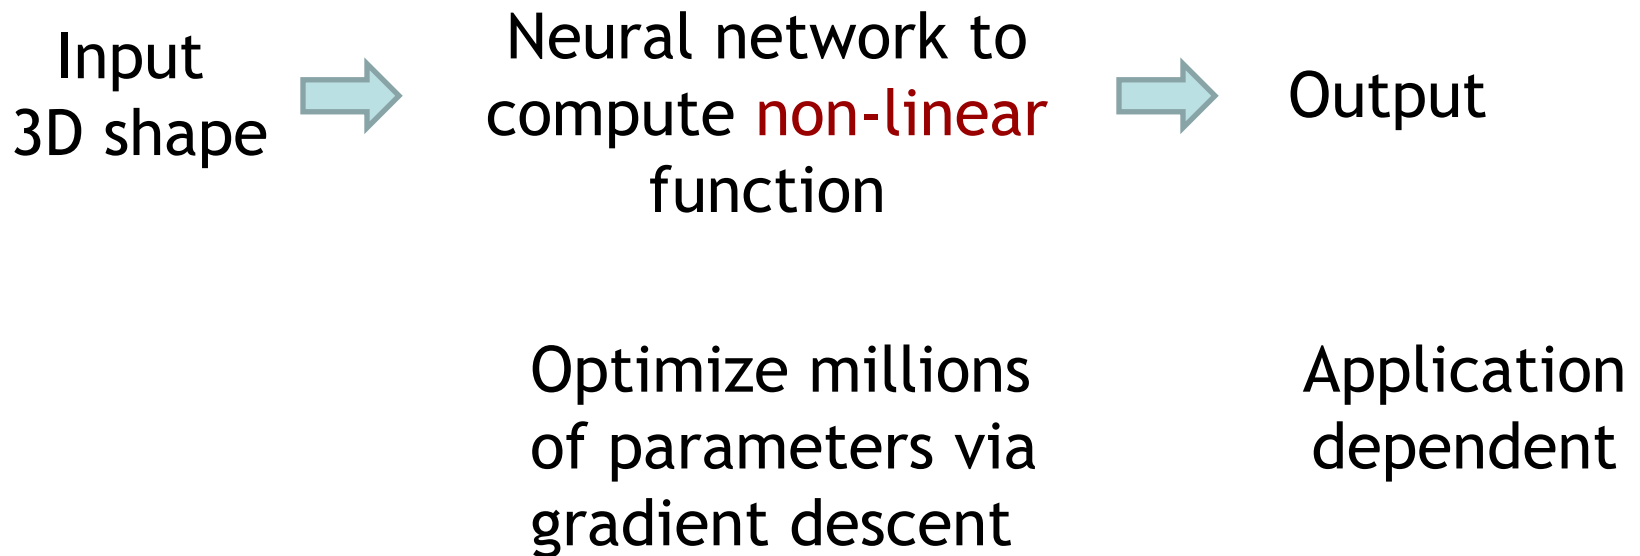 Input
3D shape
Neural network to
compute non-linear
function
Output
Optimize millions
of parameters via
gradient descent
Application
dependent